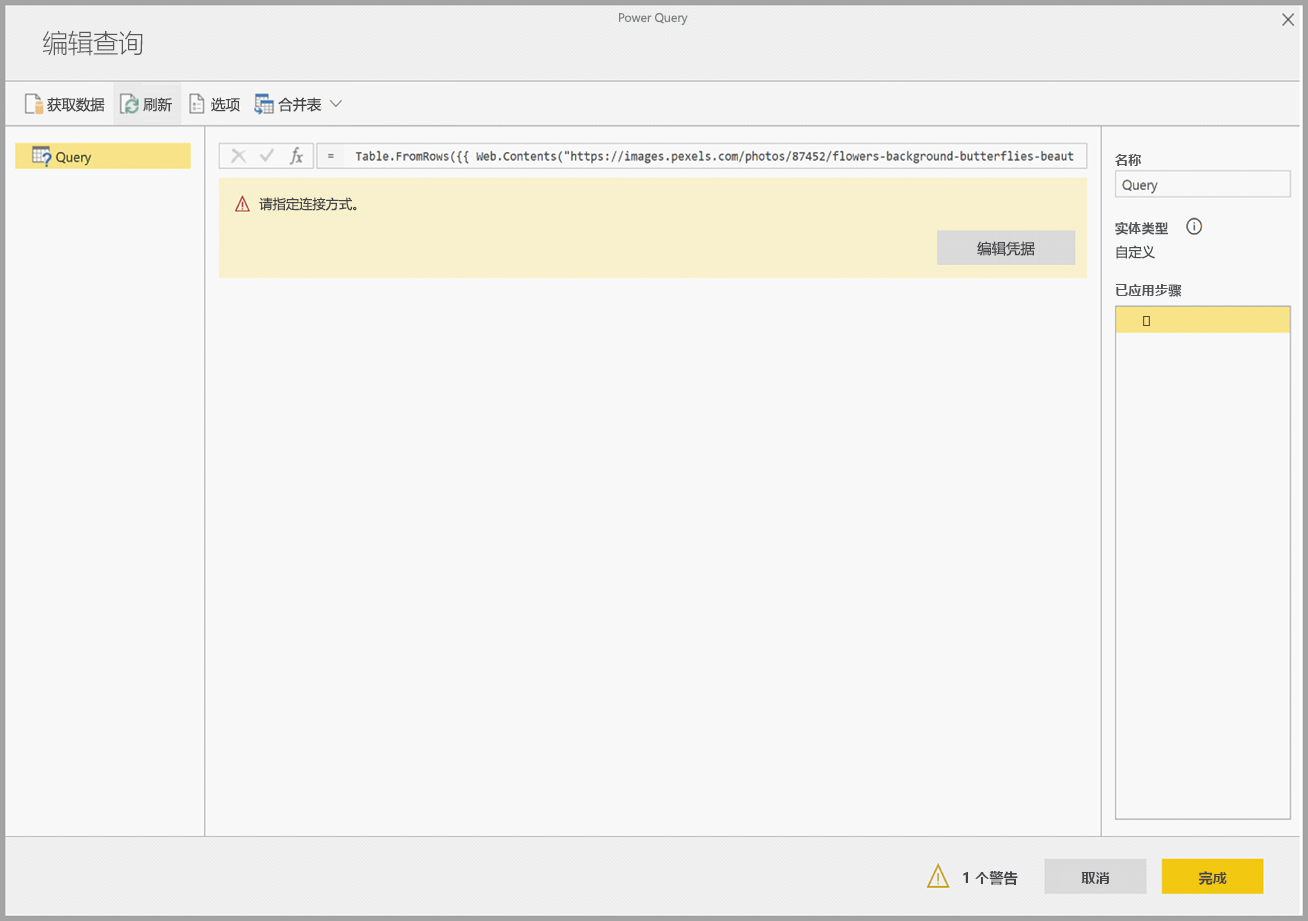 Power Query
编辑查询
获取数据 刷新 选项 合并表
Query
fx = Table.FromRows({{ Web.Contents("https://images.pexels.com/photos/87452/flowers-background-butterflies-beaut
请指定连接方式。
编辑凭据
名称
Query
实体类型
自定义
已应用步骤
1 个警告 取消 完成